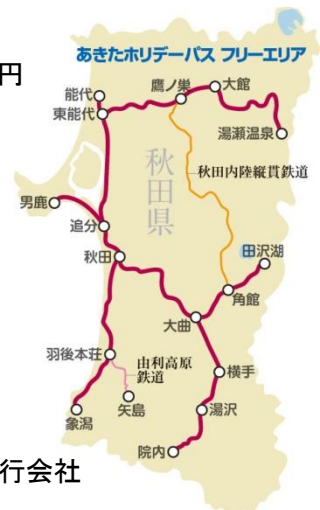 あきたホリデーパス フリーエリア
円
能代
東能代
鷹ノ巣
大館
湯瀬温泉
秋田県
秋田内陸縦貫鉄道
男鹿
追分
秋田
田沢湖
角館
大曲
羽後本荘
由利高原
鉄道
横手
矢島
湯沢
象潟
院内
行会社